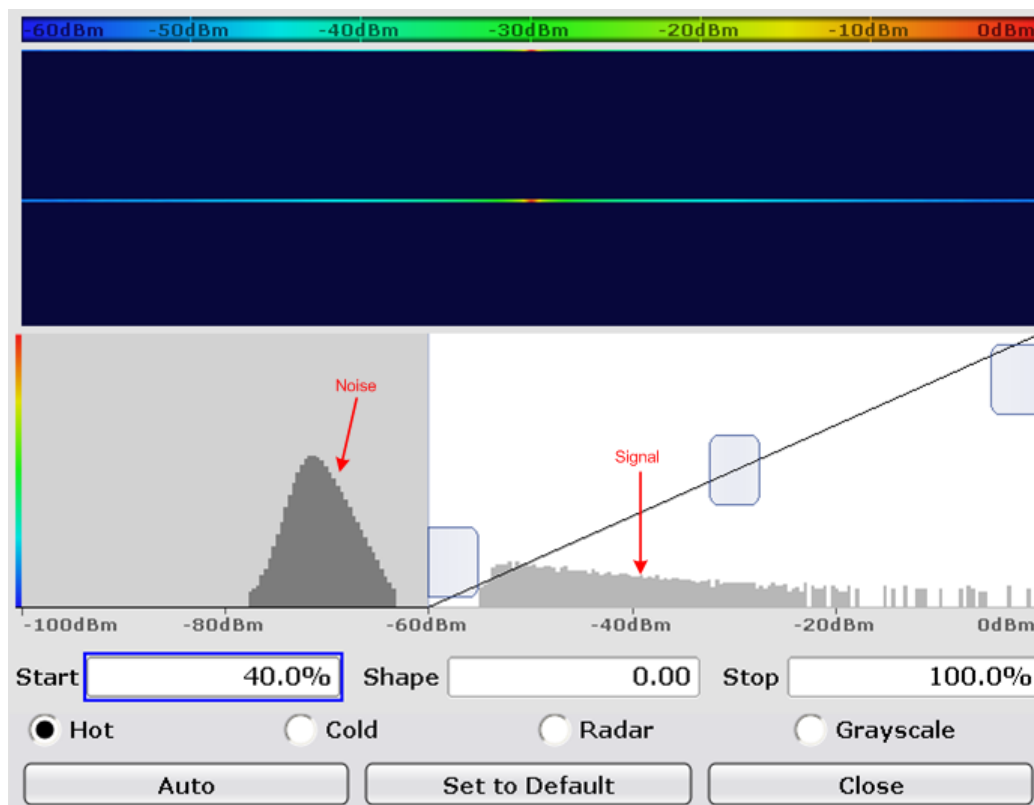 -60dBm -50dBm -40dBm -30dBm -20dBm -10dBm 0dBm
Noise
Signal
-100dBm -80dBm -60dBm -40dBm -20dBm 0dBm
Start 40.0% Shape 0.00 Stop 100.0%
Hot Cold Radar Grayscale
Auto Set to Default Close